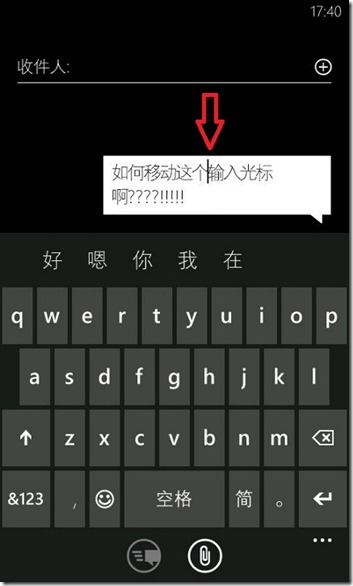 17:40
收件人:
如何移动这个输入光标
啊????!!!!!
好 嗯 你 我 在
q w e r t y u i o p
a s d f g h j k l
z x c v b n m
&123 , 空格 简 。